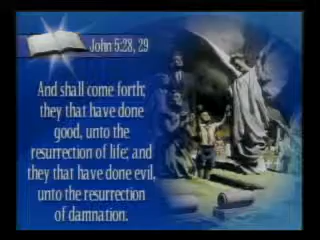 John 5:28, 29
And shall come forth;
they that have done
good, unto the
resurrection of life; and
they that have done evil,
unto the resurrection
of damnation.